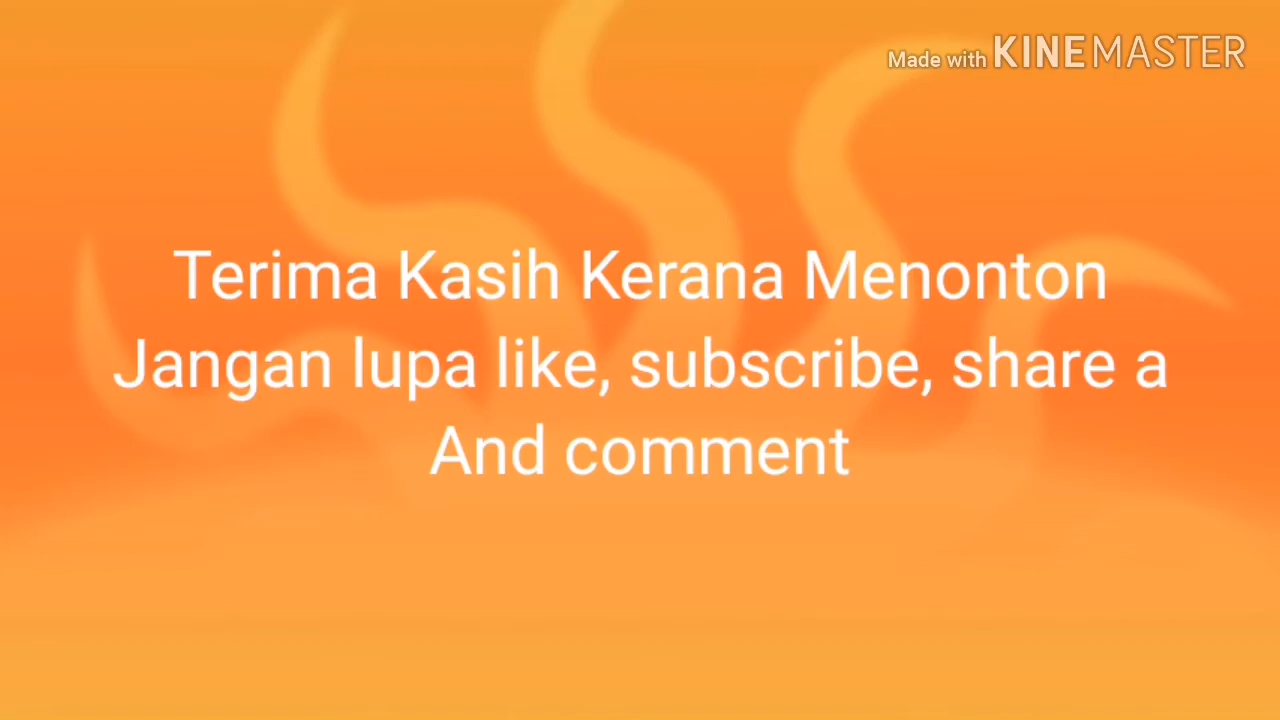 Made with KINEMASTER
Terima Kasih Kerana Menonton
Jangan lupa like, subscribe, share a
And comment